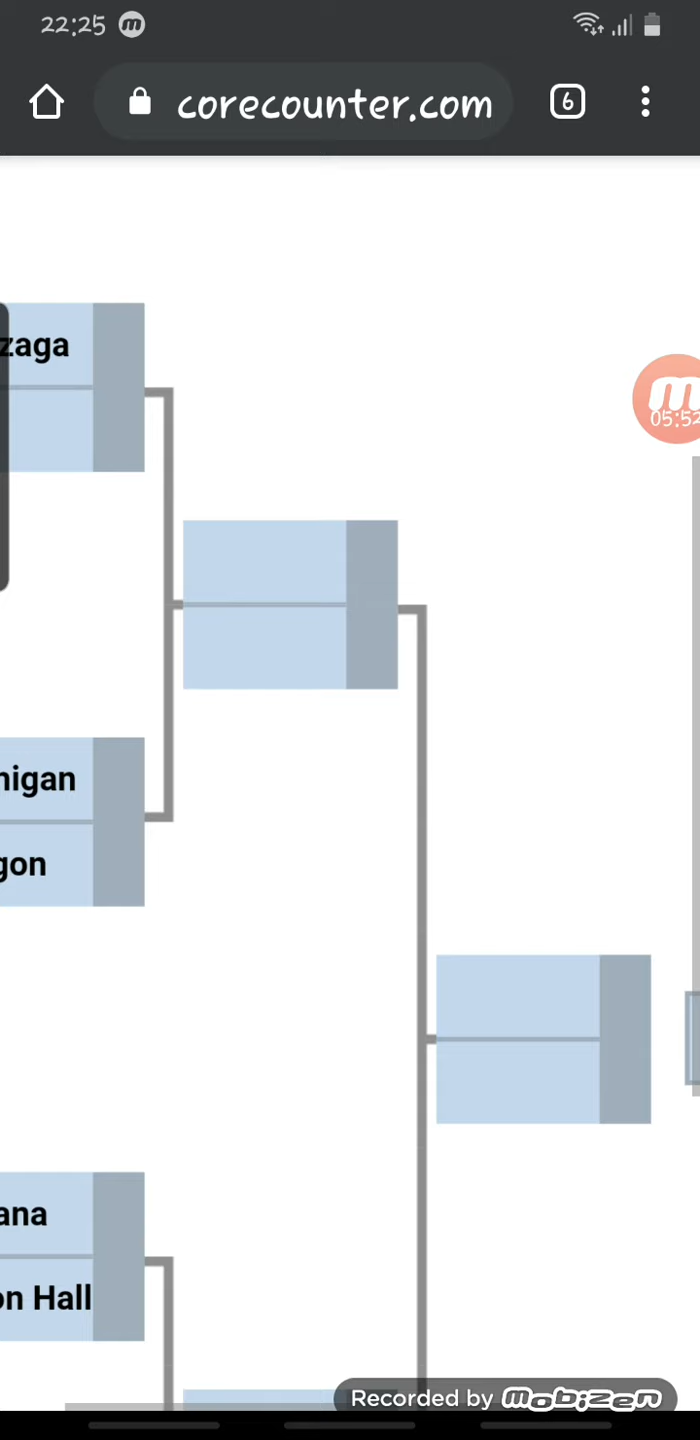 22:25 m
corecounter.com 6
zaga
m
05:52
higan
gon
ana
on Hall
Recorded by mobizen